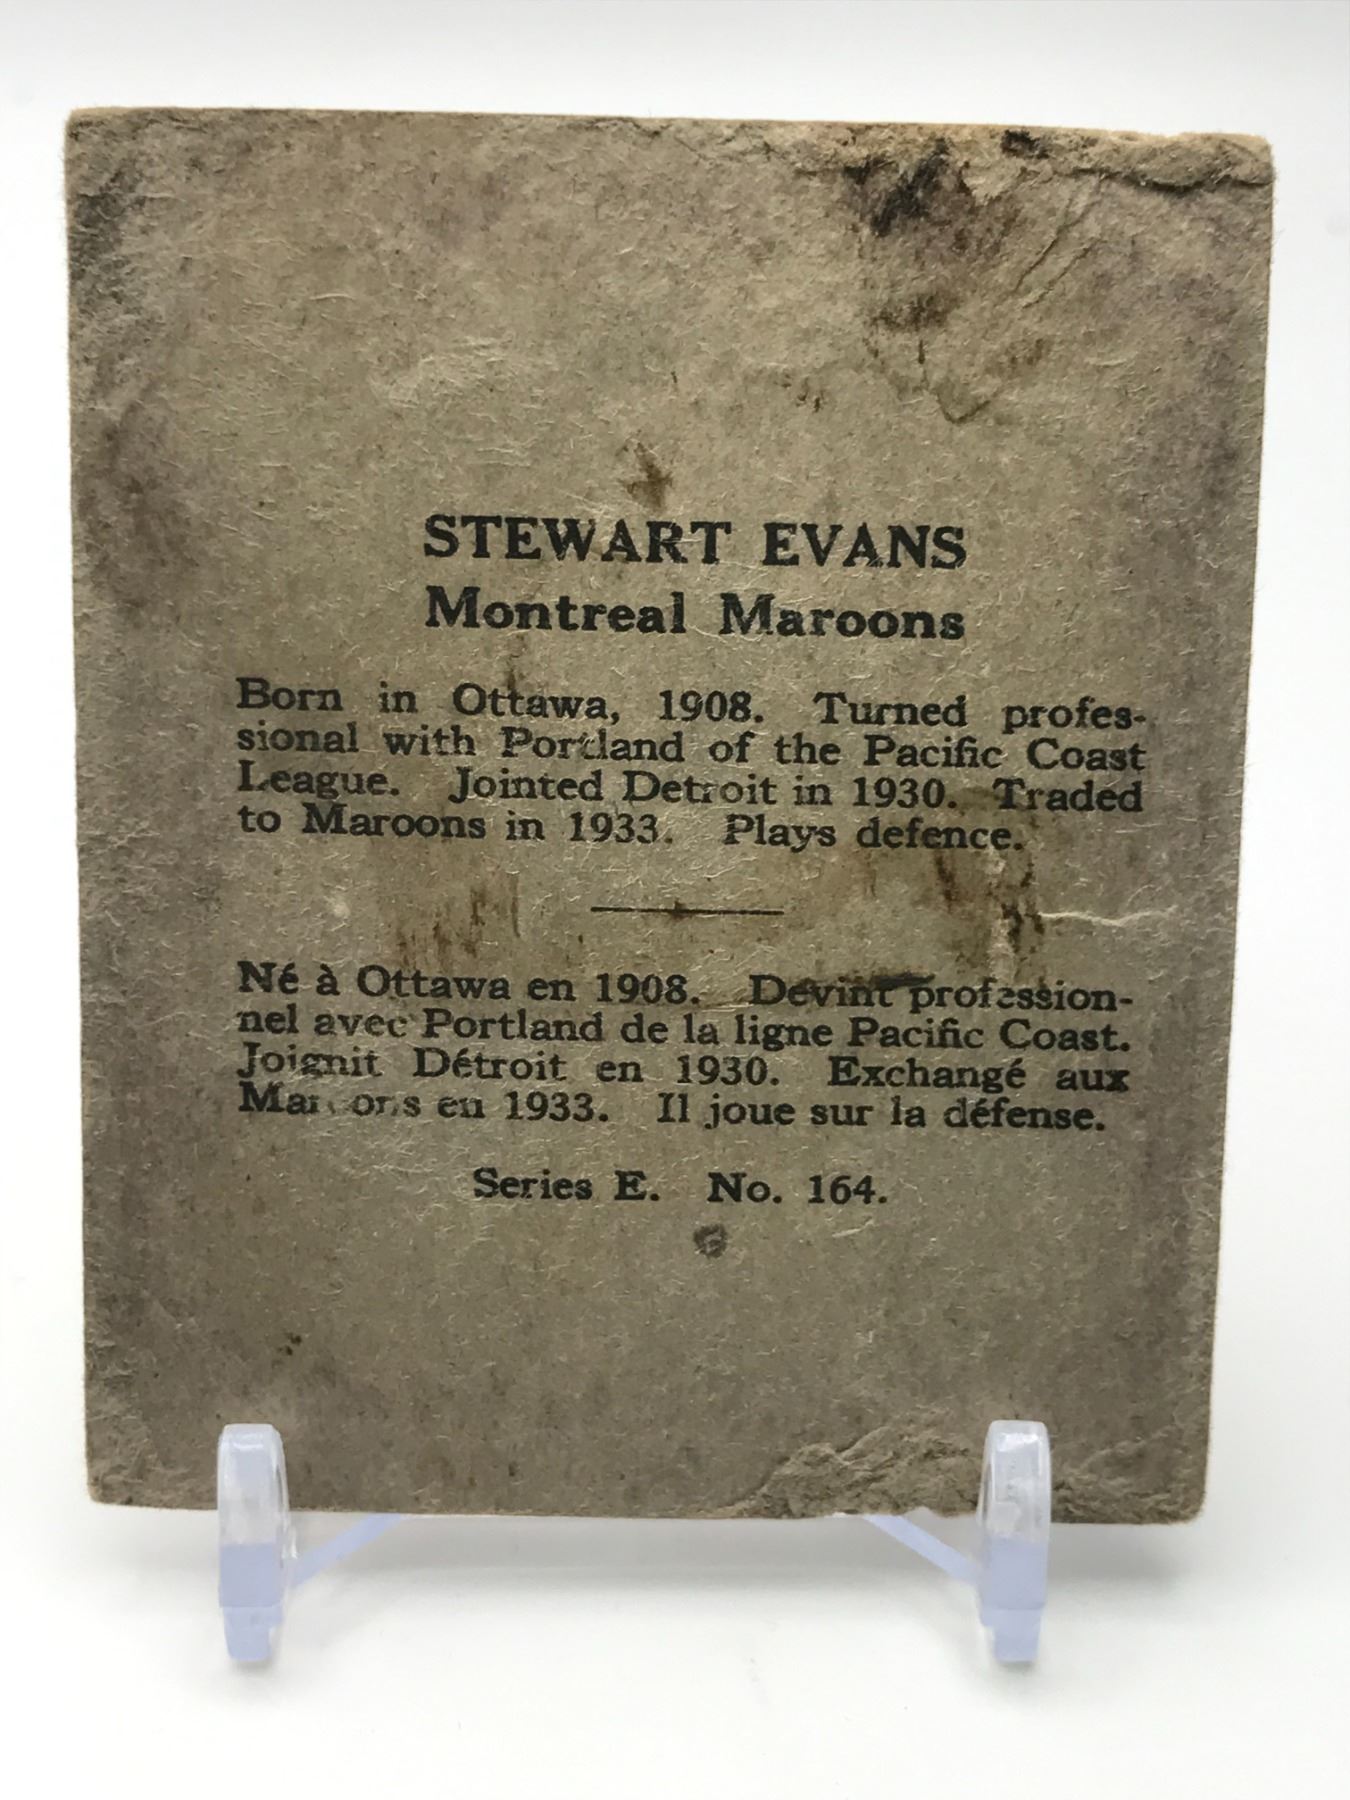 STEWART EVANS
Montreal Maroons
Born in Ottawa, 1908. Turned profes-
sional with Portland of the Pacific Coast
League. Jointed Detroit in 1930. Traded
to Maroons in 1933. Plays defence.
Né à Ottawa en 1908. Devint profession-
nel avec Portland de la ligne Pacific Coast.
Joignit Détroit en 1930. Exchangé aux
Maroons en 1933. Il joue sur la défense.
Series E. No. 164.